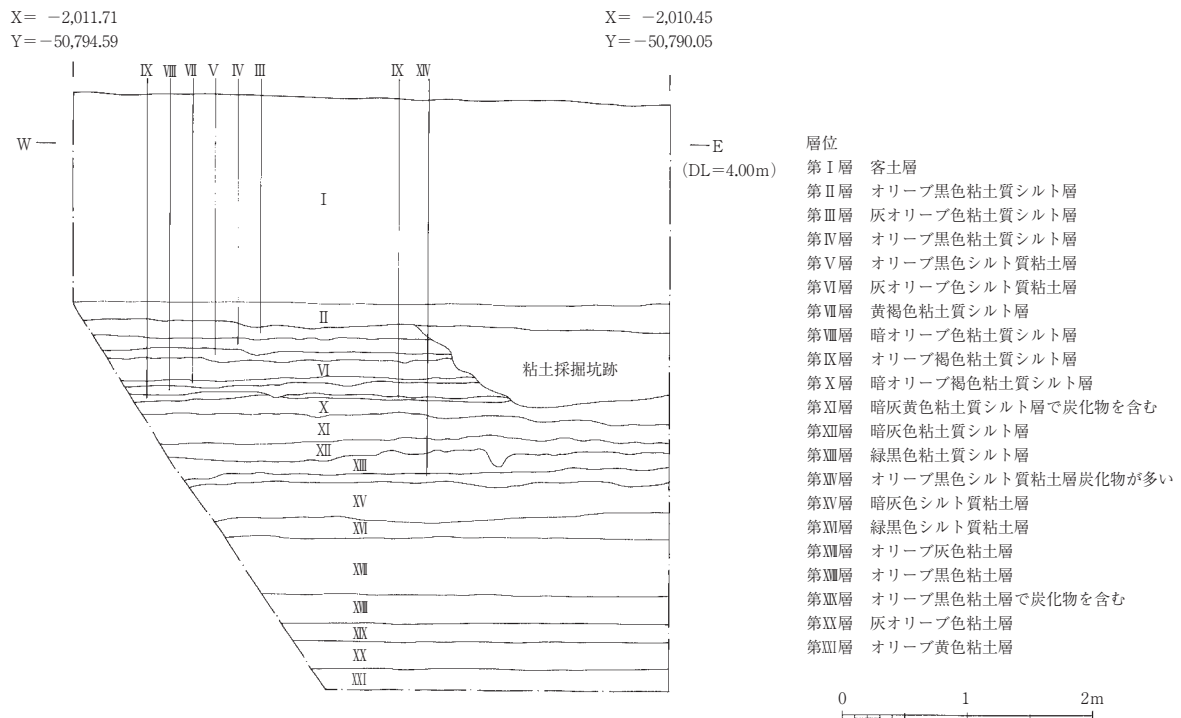 X= −2,011.71
Y=−50,794.59
X= −2,010.45
Y=−50,790.05
Ⅸ Ⅷ Ⅶ Ⅴ Ⅳ Ⅲ Ⅸ ⅩⅣ
W
E
(DL=4.00m)
Ⅰ
Ⅱ
Ⅵ
粘土採掘坑跡
Ⅹ
Ⅺ
Ⅻ
ⅩⅢ
ⅩⅤ
ⅩⅥ
ⅩⅦ
ⅩⅧ
ⅩⅨ
ⅩⅩ
ⅩⅪ
層位
第Ⅰ層 客土層
第Ⅱ層 オリーブ黒色粘土質シルト層
第Ⅲ層 灰オリーブ色粘土質シルト層
第Ⅳ層 オリーブ黒色粘土質シルト層
第Ⅴ層 オリーブ黒色シルト質粘土層
第Ⅵ層 灰オリーブ色シルト質粘土層
第Ⅶ層 黄褐色粘土質シルト層
第Ⅷ層 暗オリーブ色粘土質シルト層
第Ⅸ層 オリーブ褐色粘土質シルト層
第Ⅹ層 暗オリーブ褐色粘土質シルト層
第Ⅺ層 暗灰黄色粘土質シルト層で炭化物を含む
第Ⅻ層 暗灰色粘土質シルト層
第ⅩⅢ層 緑黒色粘土質シルト層
第ⅩⅣ層 オリーブ黒色シルト質粘土層炭化物が多い
第ⅩⅤ層 暗灰色シルト質粘土層
第ⅩⅥ層 緑黒色シルト質粘土層
第ⅩⅦ層 オリーブ灰色粘土層
第ⅩⅧ層 オリーブ黒色粘土層
第ⅩⅨ層 オリーブ黒色粘土層で炭化物を含む
第ⅩⅩ層 灰オリーブ色粘土層
第ⅩⅪ層 オリーブ黄色粘土層
0 1 2m